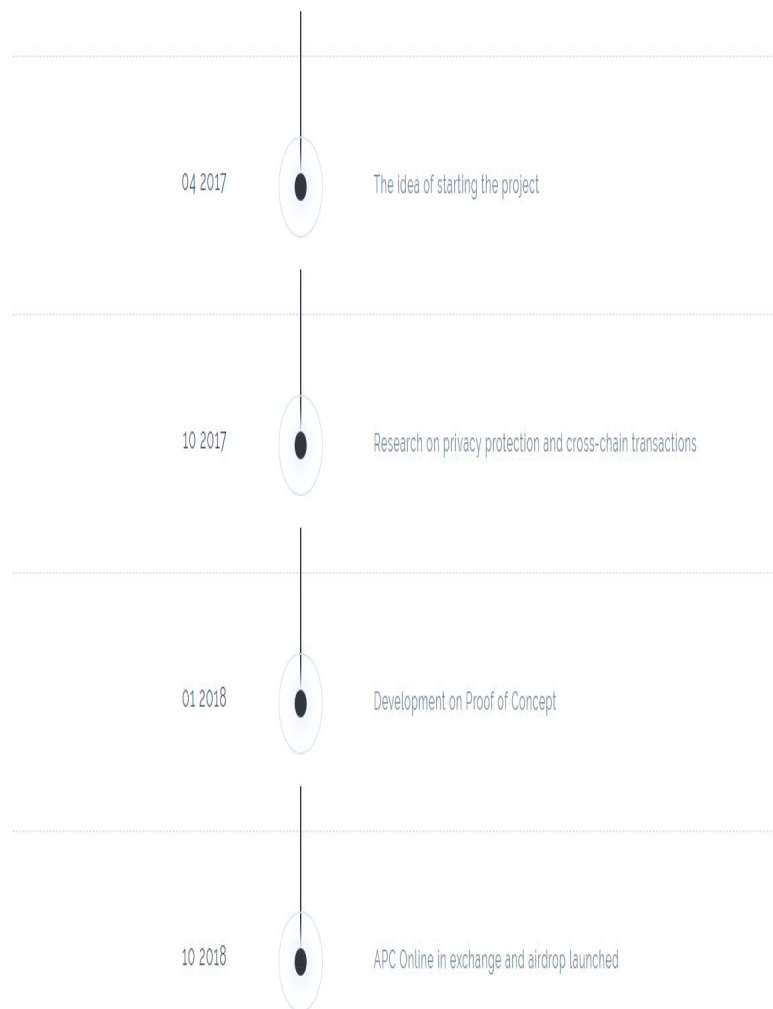 04 2017
The idea of starting the project
10 2017
Research on privacy protection and cross-chain transactions
01 2018
Development on Proof of Concept
10 2018
APC Online in exchange and airdrop launched